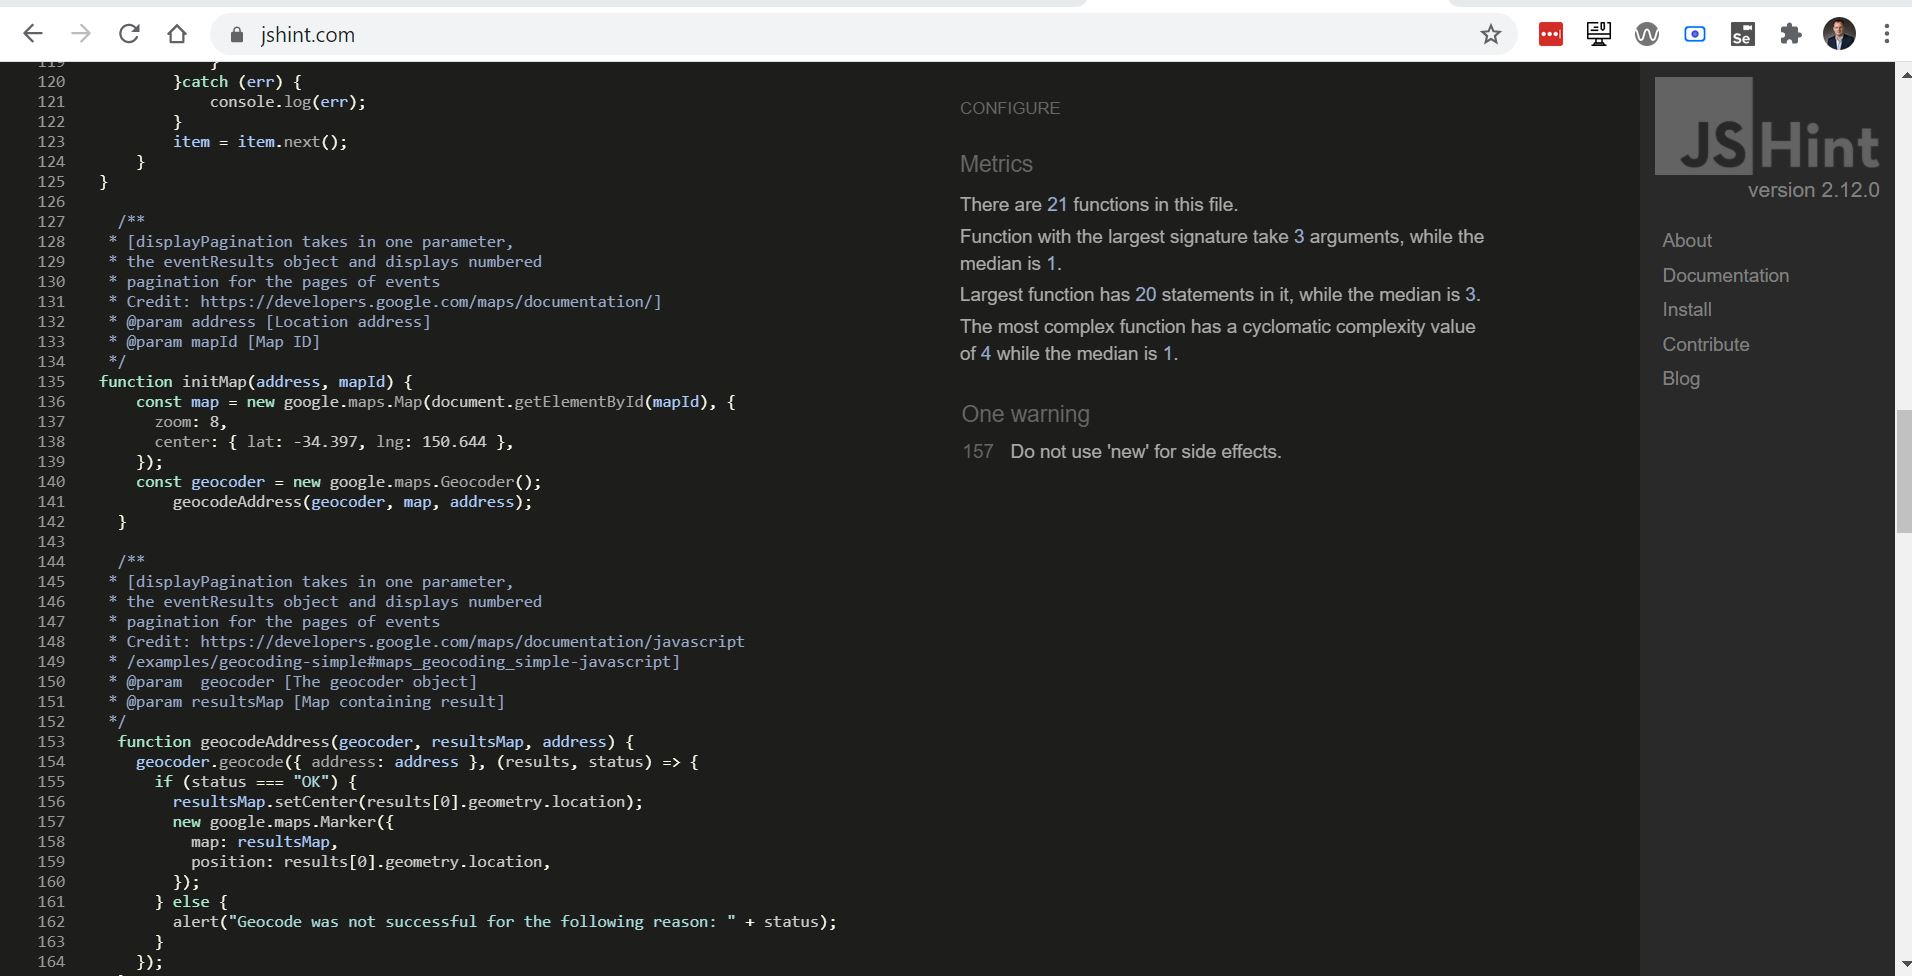 jshint.com
119 }
120 }catch (err) {
121 console.log(err);
122 }
123 item = item.next();
124 }
125 }
126
127 /**
128 * [displayPagination takes in one parameter,
129 * the eventResults object and displays numbered
130 * pagination for the pages of events
131 * Credit: https://developers.google.com/maps/documentation/]
132 * @param address [Location address]
133 * @param mapId [Map ID]
134 */
135 function initMap(address, mapId) {
136 const map = new google.maps.Map(document.getElementById(mapId), {
137 zoom: 8,
138 center: { lat: -34.397, lng: 150.644 },
139 });
140 const geocoder = new google.maps.Geocoder();
141 geocodeAddress(geocoder, map, address);
142 }
143
144 /**
145 * [displayPagination takes in one parameter,
146 * the eventResults object and displays numbered
147 * pagination for the pages of events
148 * Credit: https://developers.google.com/maps/documentation/javascript
149 * /examples/geocoding-simple#maps_geocoding_simple-javascript]
150 * @param  geocoder [The geocoder object]
151 * @param resultsMap [Map containing result]
152 */
153 function geocodeAddress(geocoder, resultsMap, address) {
154 geocoder.geocode({ address: address }, (results, status) => {
155 if (status === "OK") {
156 resultsMap.setCenter(results[0].geometry.location);
157 new google.maps.Marker({
158 map: resultsMap,
159 position: results[0].geometry.location,
160 });
161 } else {
162 alert("Geocode was not successful for the following reason: " + status);
163 }
164 });
CONFIGURE
Metrics
There are 21 functions in this file.
Function with the largest signature take 3 arguments, while the
median is 1.
Largest function has 20 statements in it, while the median is 3.
The most complex function has a cyclomatic complexity value
of 4 while the median is 1.
One warning
157 Do not use 'new' for side effects.
JSHint
version 2.12.0
About
Documentation
Install
Contribute
Blog
Se